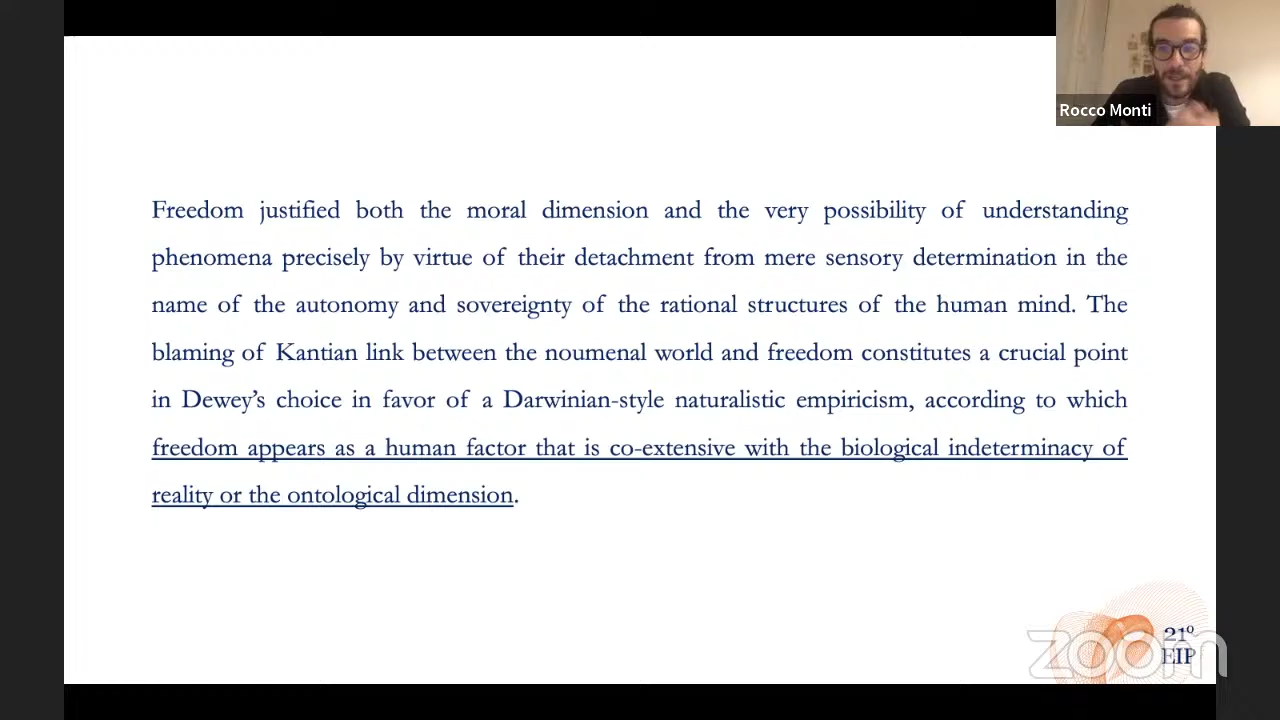 Rocco Monti
Freedom justified both the moral dimension and the very possibility of understanding
phenomena precisely by virtue of their detachment from mere sensory determination in the
name of the autonomy and sovereignty of the rational structures of the human mind. The
blaming of Kantian link between the noumenal world and freedom constitutes a crucial point
in Dewey’s choice in favor of a Darwinian-style naturalistic empiricism, according to which
freedom appears as a human factor that is co-extensive with the biological indeterminacy of
reality or the ontological dimension.
21º
EIP
zoom